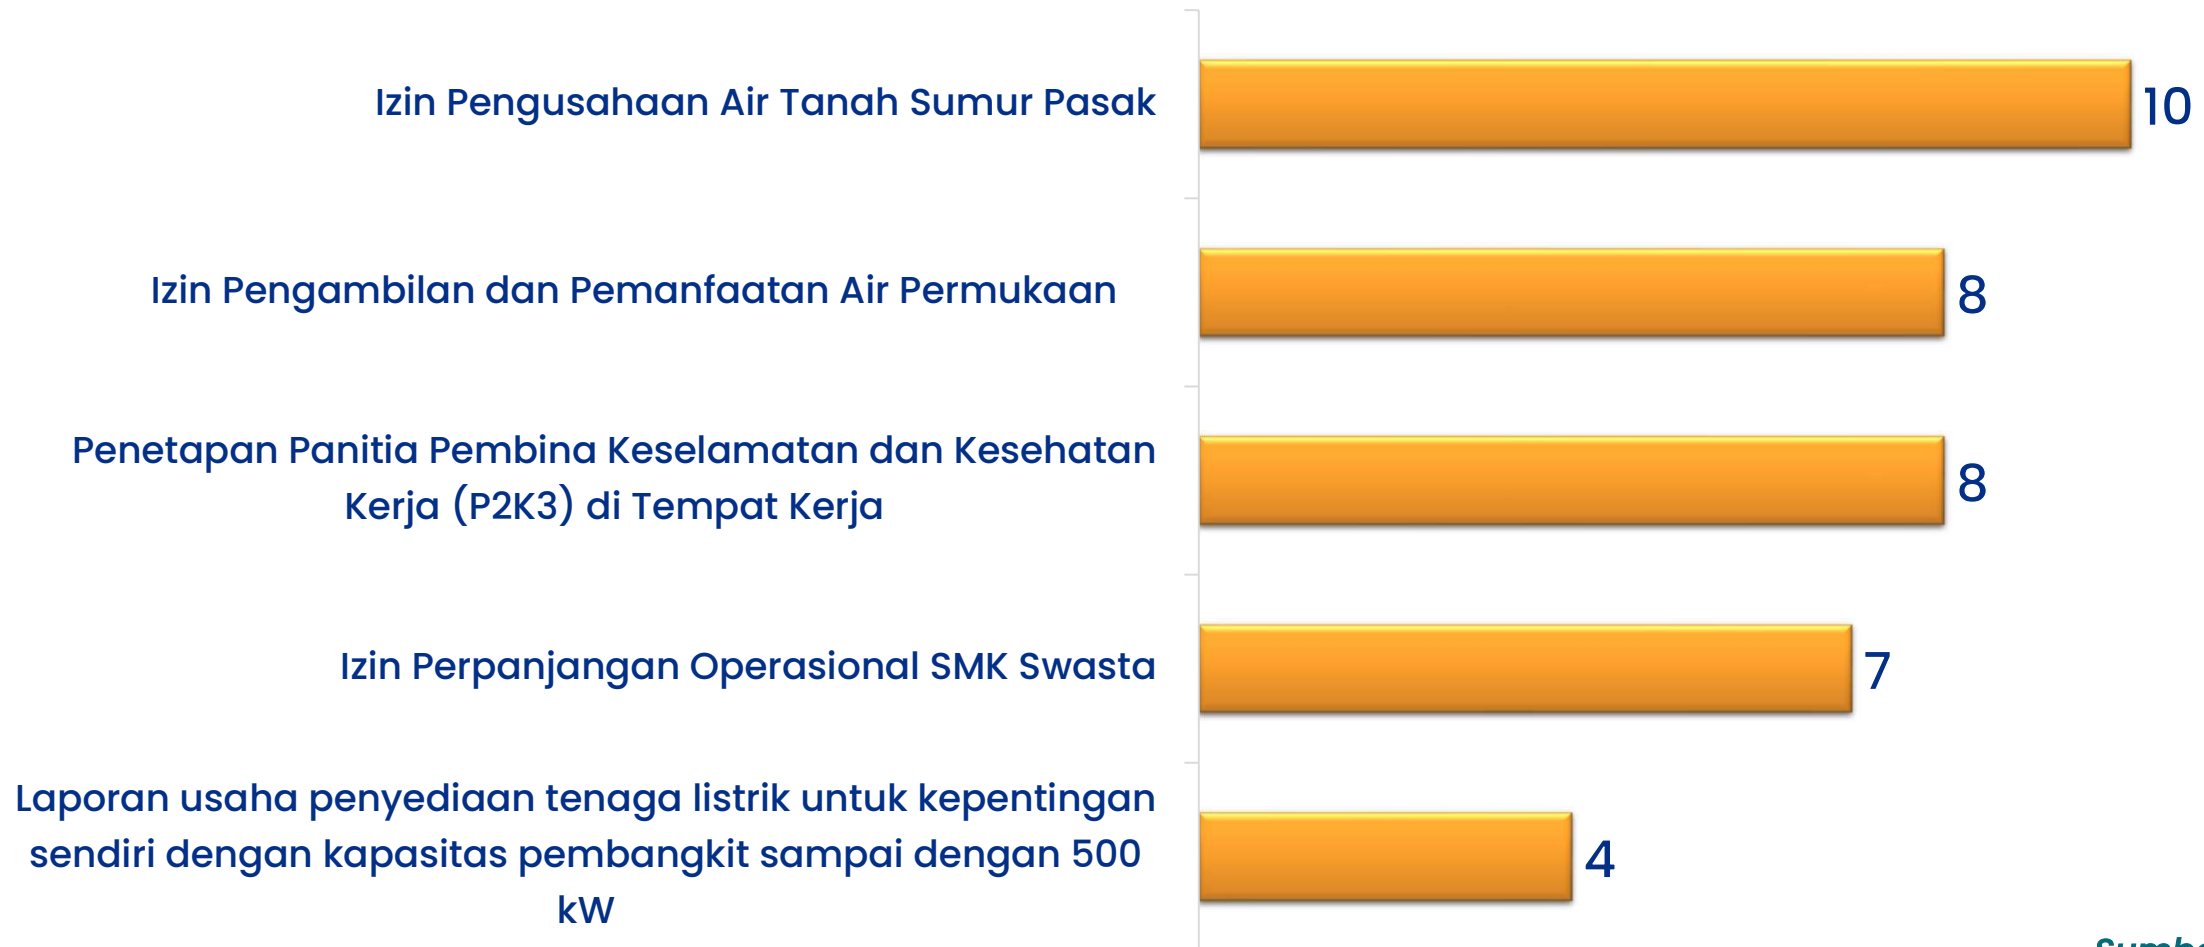 Izin Pengusahaan Air Tanah Sumur Pasak
10
Izin Pengambilan dan Pemanfaatan Air Permukaan
8
Penetapan Panitia Pembina Keselamatan dan Kesehatan
Kerja (P2K3) di Tempat Kerja
8
Izin Perpanjangan Operasional SMK Swasta
7
Laporan usaha penyediaan tenaga listrik untuk kepentingan
sendiri dengan kapasitas pembangkit sampai dengan 500
kW
4